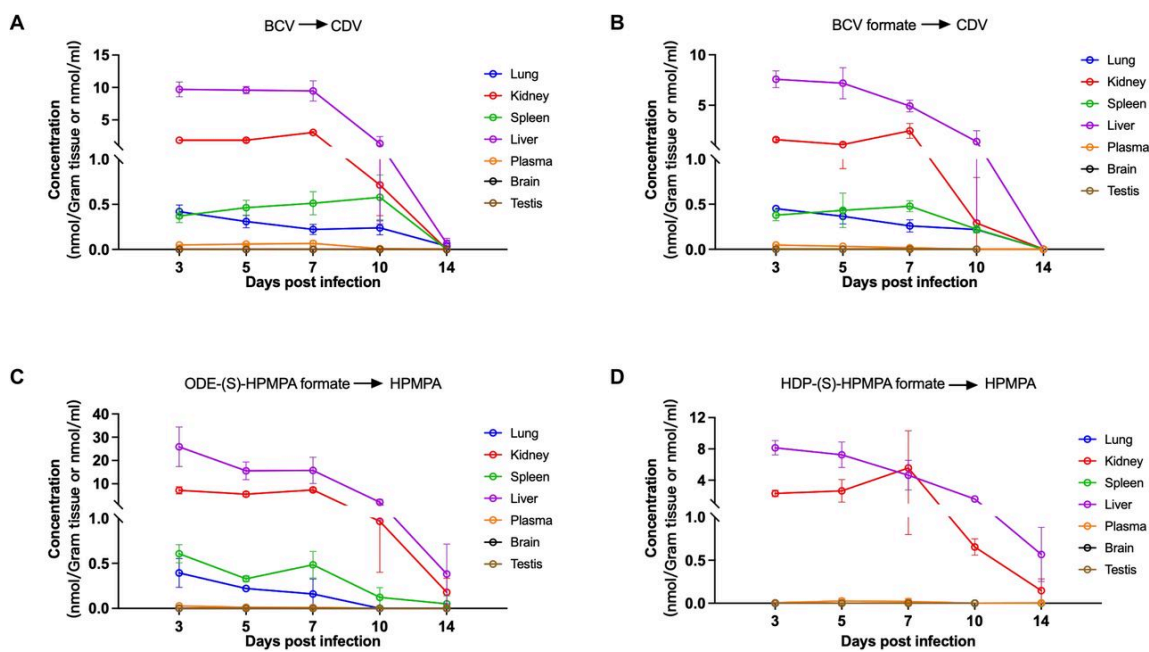 A
BCV → CDV
Concentration
(nmol/Gram tissue or nmol/ml)
15
10
5
1.0
0.5
0.0
3 5 7 10 14
Days post infection
Lung
Kidney
Spleen
Liver
Plasma
Brain
Testis
B
BCV formate → CDV
Concentration
(nmol/Gram tissue or nmol/ml)
10
5
1.0
0.5
0.0
3 5 7 10 14
Days post infection
Lung
Kidney
Spleen
Liver
Plasma
Brain
Testis
C
ODE-(S)-HPMPA formate → HPMPA
Concentration
(nmol/Gram tissue or nmol/ml)
40
30
20
10
1.0
0.5
0.0
3 5 7 10 14
Days post infection
Lung
Kidney
Spleen
Liver
Plasma
Brain
Testis
D
HDP-(S)-HPMPA formate → HPMPA
Concentration
(nmol/Gram tissue or nmol/ml)
12
8
4
1.0
0.5
0.0
3 5 7 10 14
Days post infection
Lung
Kidney
Spleen
Liver
Plasma
Brain
Testis